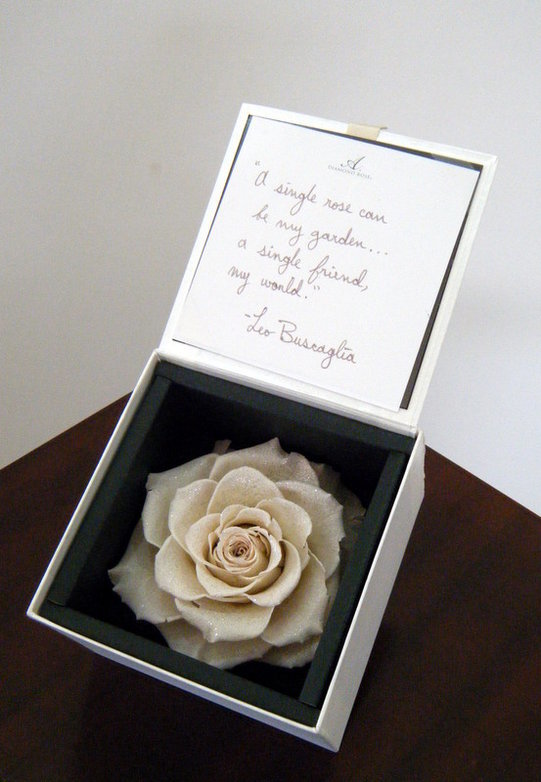 A
DIAMOND ROSE
"A single rose can
be my garden...
a single friend,
my world."
-Leo Buscaglia